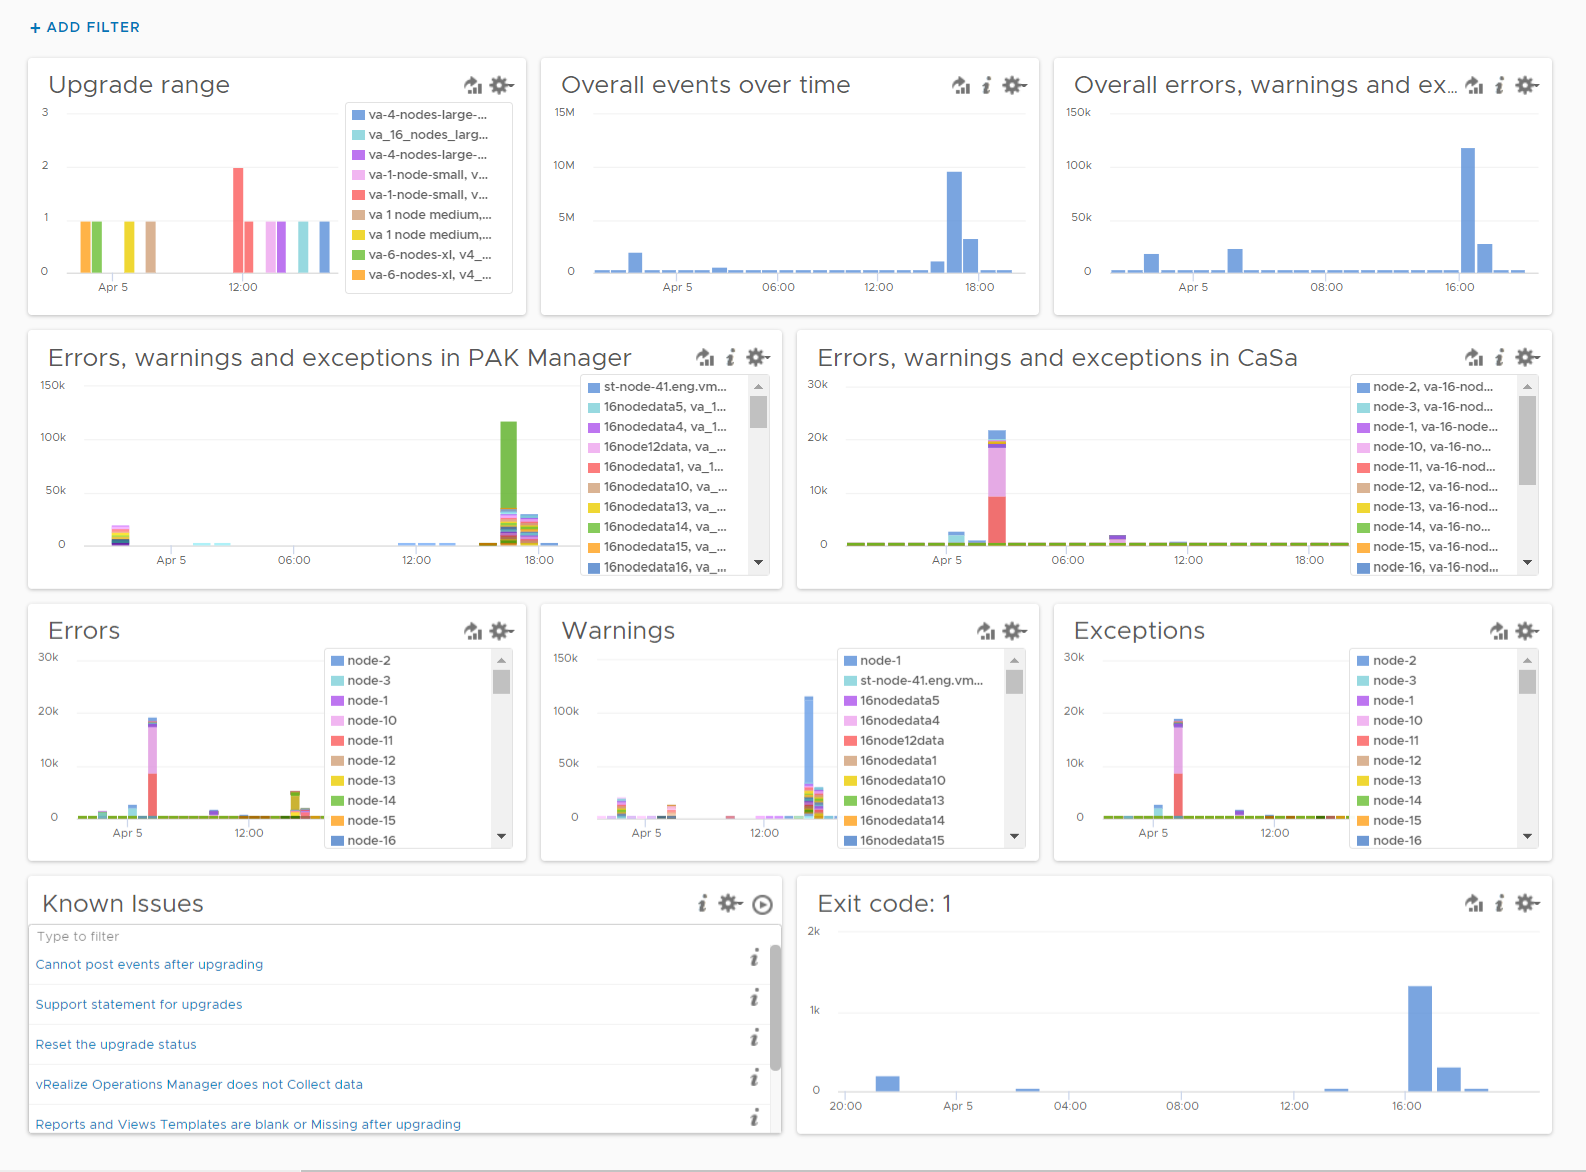 + ADD FILTER
Upgrade range
3
2
1
0
Apr 5
12:00
va-4-nodes-large-...
va_16_nodes_larg...
va-4-nodes-large-...
va-1-node-small, v...
va-1-node-small, v...
va 1 node medium,...
va 1 node medium,...
va-6-nodes-xl, v4_...
va-6-nodes-xl, v4_...
Overall events over time
15M
10M
5M
0
Apr 5
06:00
12:00
18:00
Overall errors, warnings and ex...
150k
100k
50k
0
Apr 5
08:00
16:00
Errors, warnings and exceptions in PAK Manager
150k
100k
50k
0
Apr 5
06:00
12:00
18:00
st-node-41.eng.vm...
16nodedata5, va_1...
16nodedata4, va_1...
16node12data, va_...
16nodedata1, va_1...
16nodedata10, va_...
16nodedata13, va_...
16nodedata14, va_...
16nodedata15, va_...
16nodedata16, va_...
Errors, warnings and exceptions in CaSa
30k
20k
10k
0
Apr 5
06:00
12:00
18:00
node-2, va-16-nod...
node-3, va-16-nod...
node-1, va-16-node...
node-10, va-16-no...
node-11, va-16-nod...
node-12, va-16-nod...
node-13, va-16-nod...
node-14, va-16-no...
node-15, va-16-nod...
node-16, va-16-nod...
Errors
30k
20k
10k
0
Apr 5
12:00
node-2
node-3
node-1
node-10
node-11
node-12
node-13
node-14
node-15
node-16
Warnings
150k
100k
50k
0
Apr 5
12:00
node-1
st-node-41.eng.vm...
16nodedata5
16nodedata4
16node12data
16nodedata1
16nodedata10
16nodedata13
16nodedata14
16nodedata15
Exceptions
30k
20k
10k
0
Apr 5
12:00
node-2
node-3
node-1
node-10
node-11
node-12
node-13
node-14
node-15
node-16
Known Issues
Type to filter
Cannot post events after upgrading
Support statement for upgrades
Reset the upgrade status
vRealize Operations Manager does not Collect data
Reports and Views Templates are blank or Missing after upgrading
Exit code: 1
2k
1k
0
20:00
Apr 5
04:00
08:00
12:00
16:00